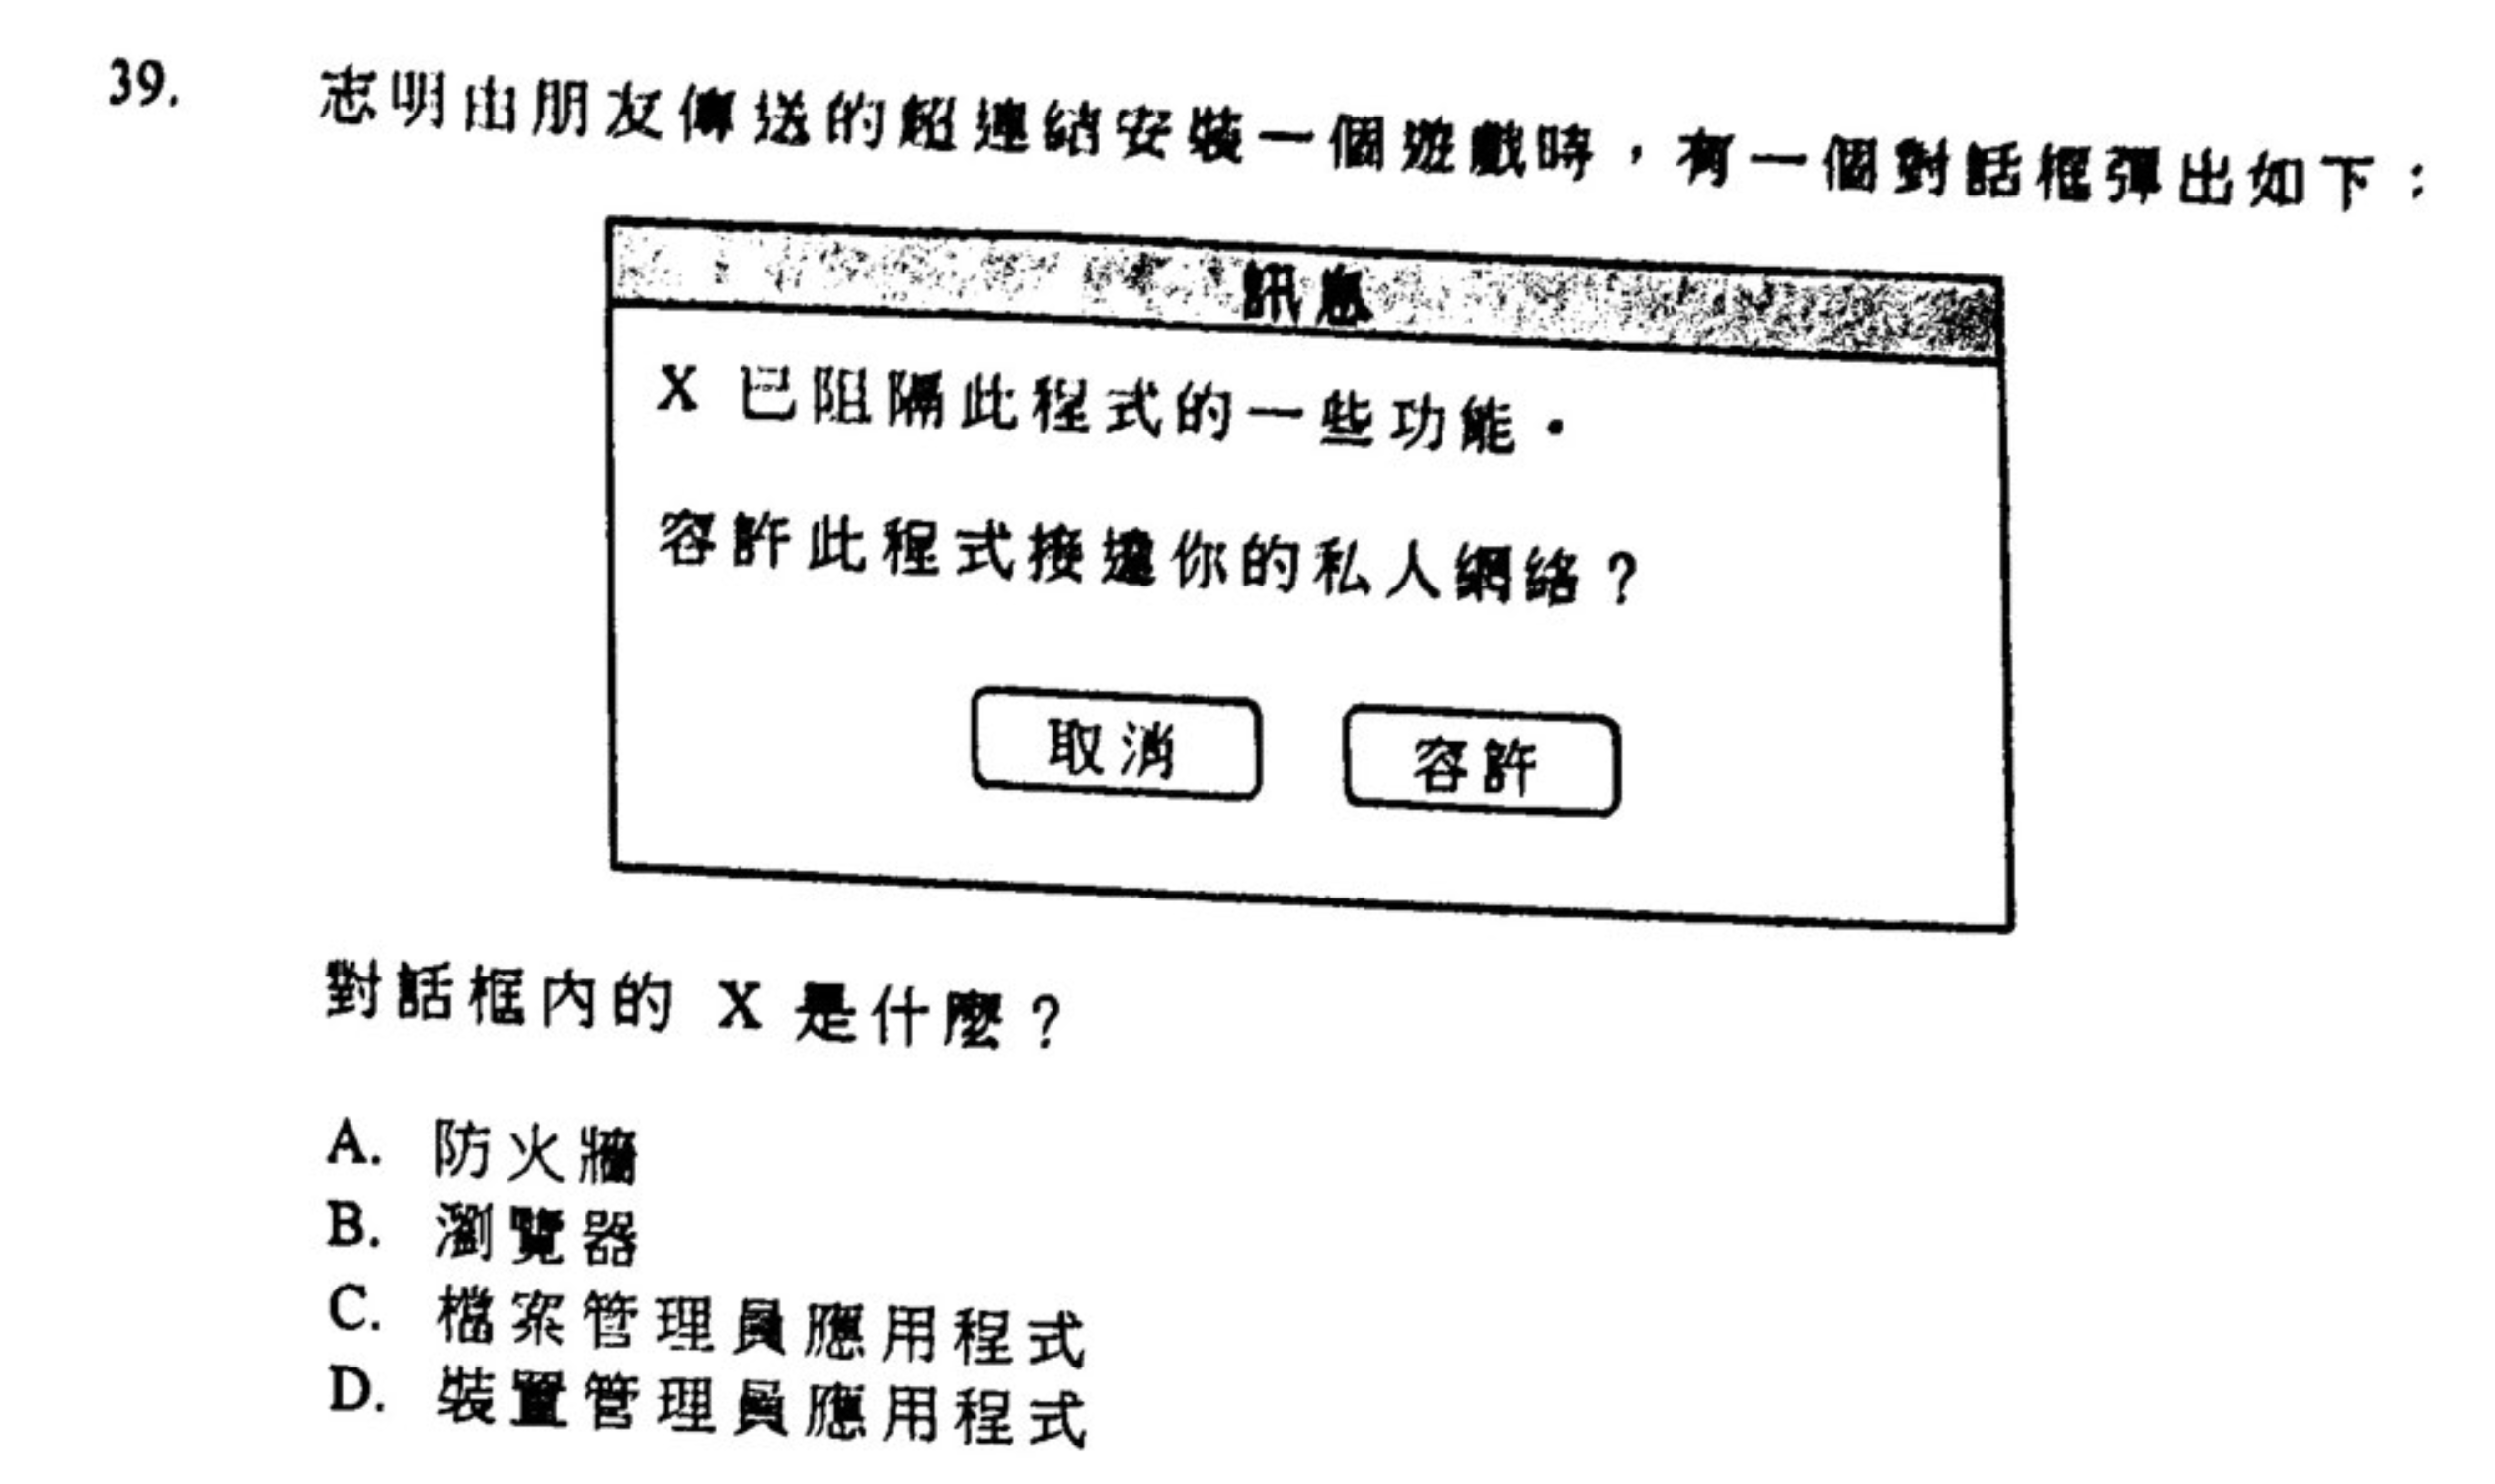 39. 志明由朋友傳送的超連結安裝一個遊戲時，有一個對話框彈出如下：
訊息
X 已阻隔此程式的一些功能。
容許此程式接達你的私人網絡？
取消 容許
對話框內的 X 是什麼？
A. 防火牆
B. 瀏覽器
C. 檔案管理員應用程式
D. 裝置管理員應用程式